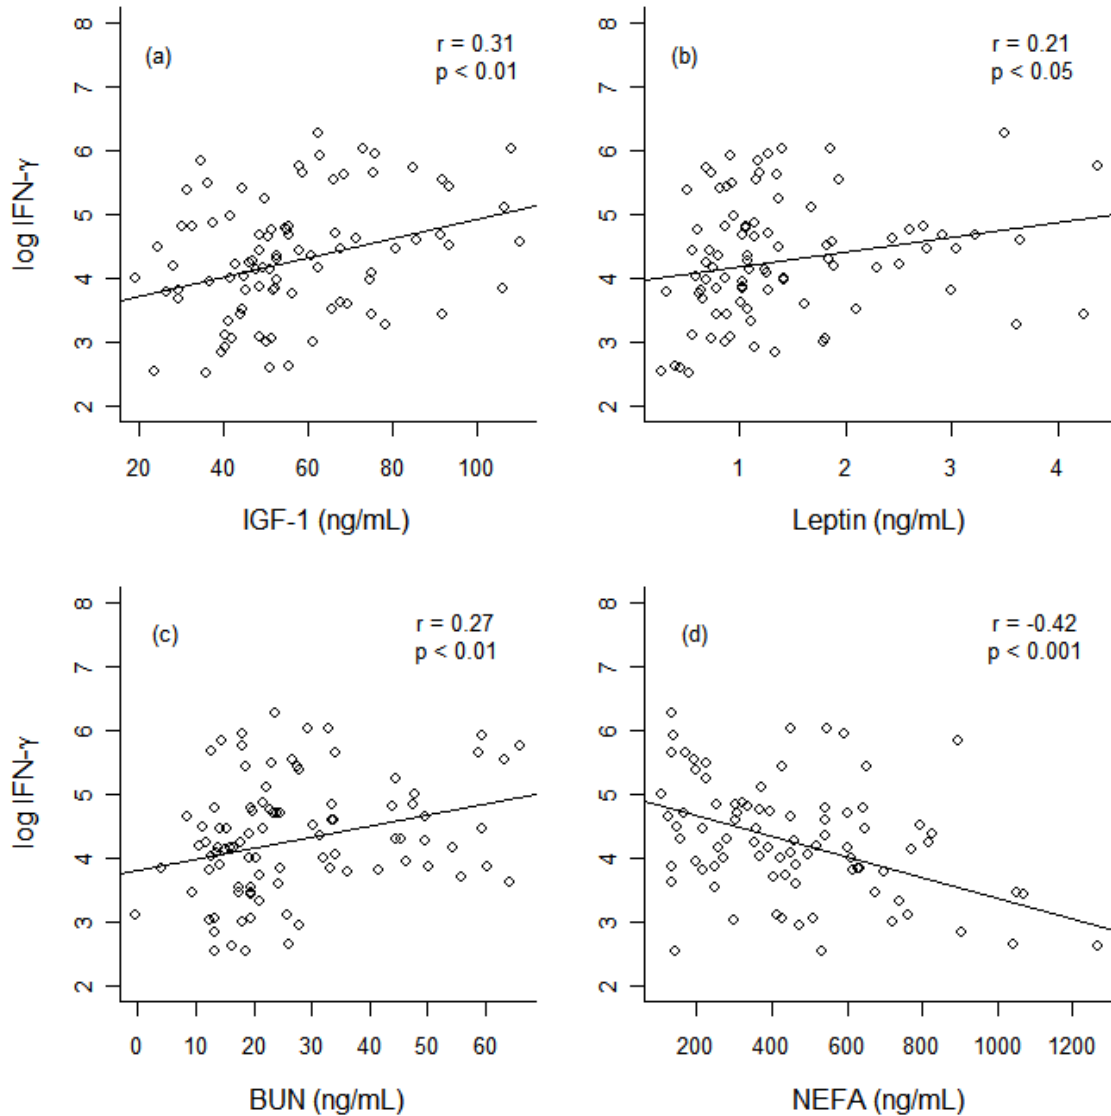 (a)
r = 0.31
p < 0.01
log IFN-γ
8
7
6
5
4
3
2
20 40 60 80 100
IGF-1 (ng/mL)
(b)
r = 0.21
p < 0.05
8
7
6
5
4
3
2
1 2 3 4
Leptin (ng/mL)
(c)
r = 0.27
p < 0.01
log IFN-γ
8
7
6
5
4
3
2
0 10 20 30 40 50 60
BUN (ng/mL)
(d)
r = -0.42
p < 0.001
8
7
6
5
4
3
2
200 400 600 800 1000 1200
NEFA (ng/mL)